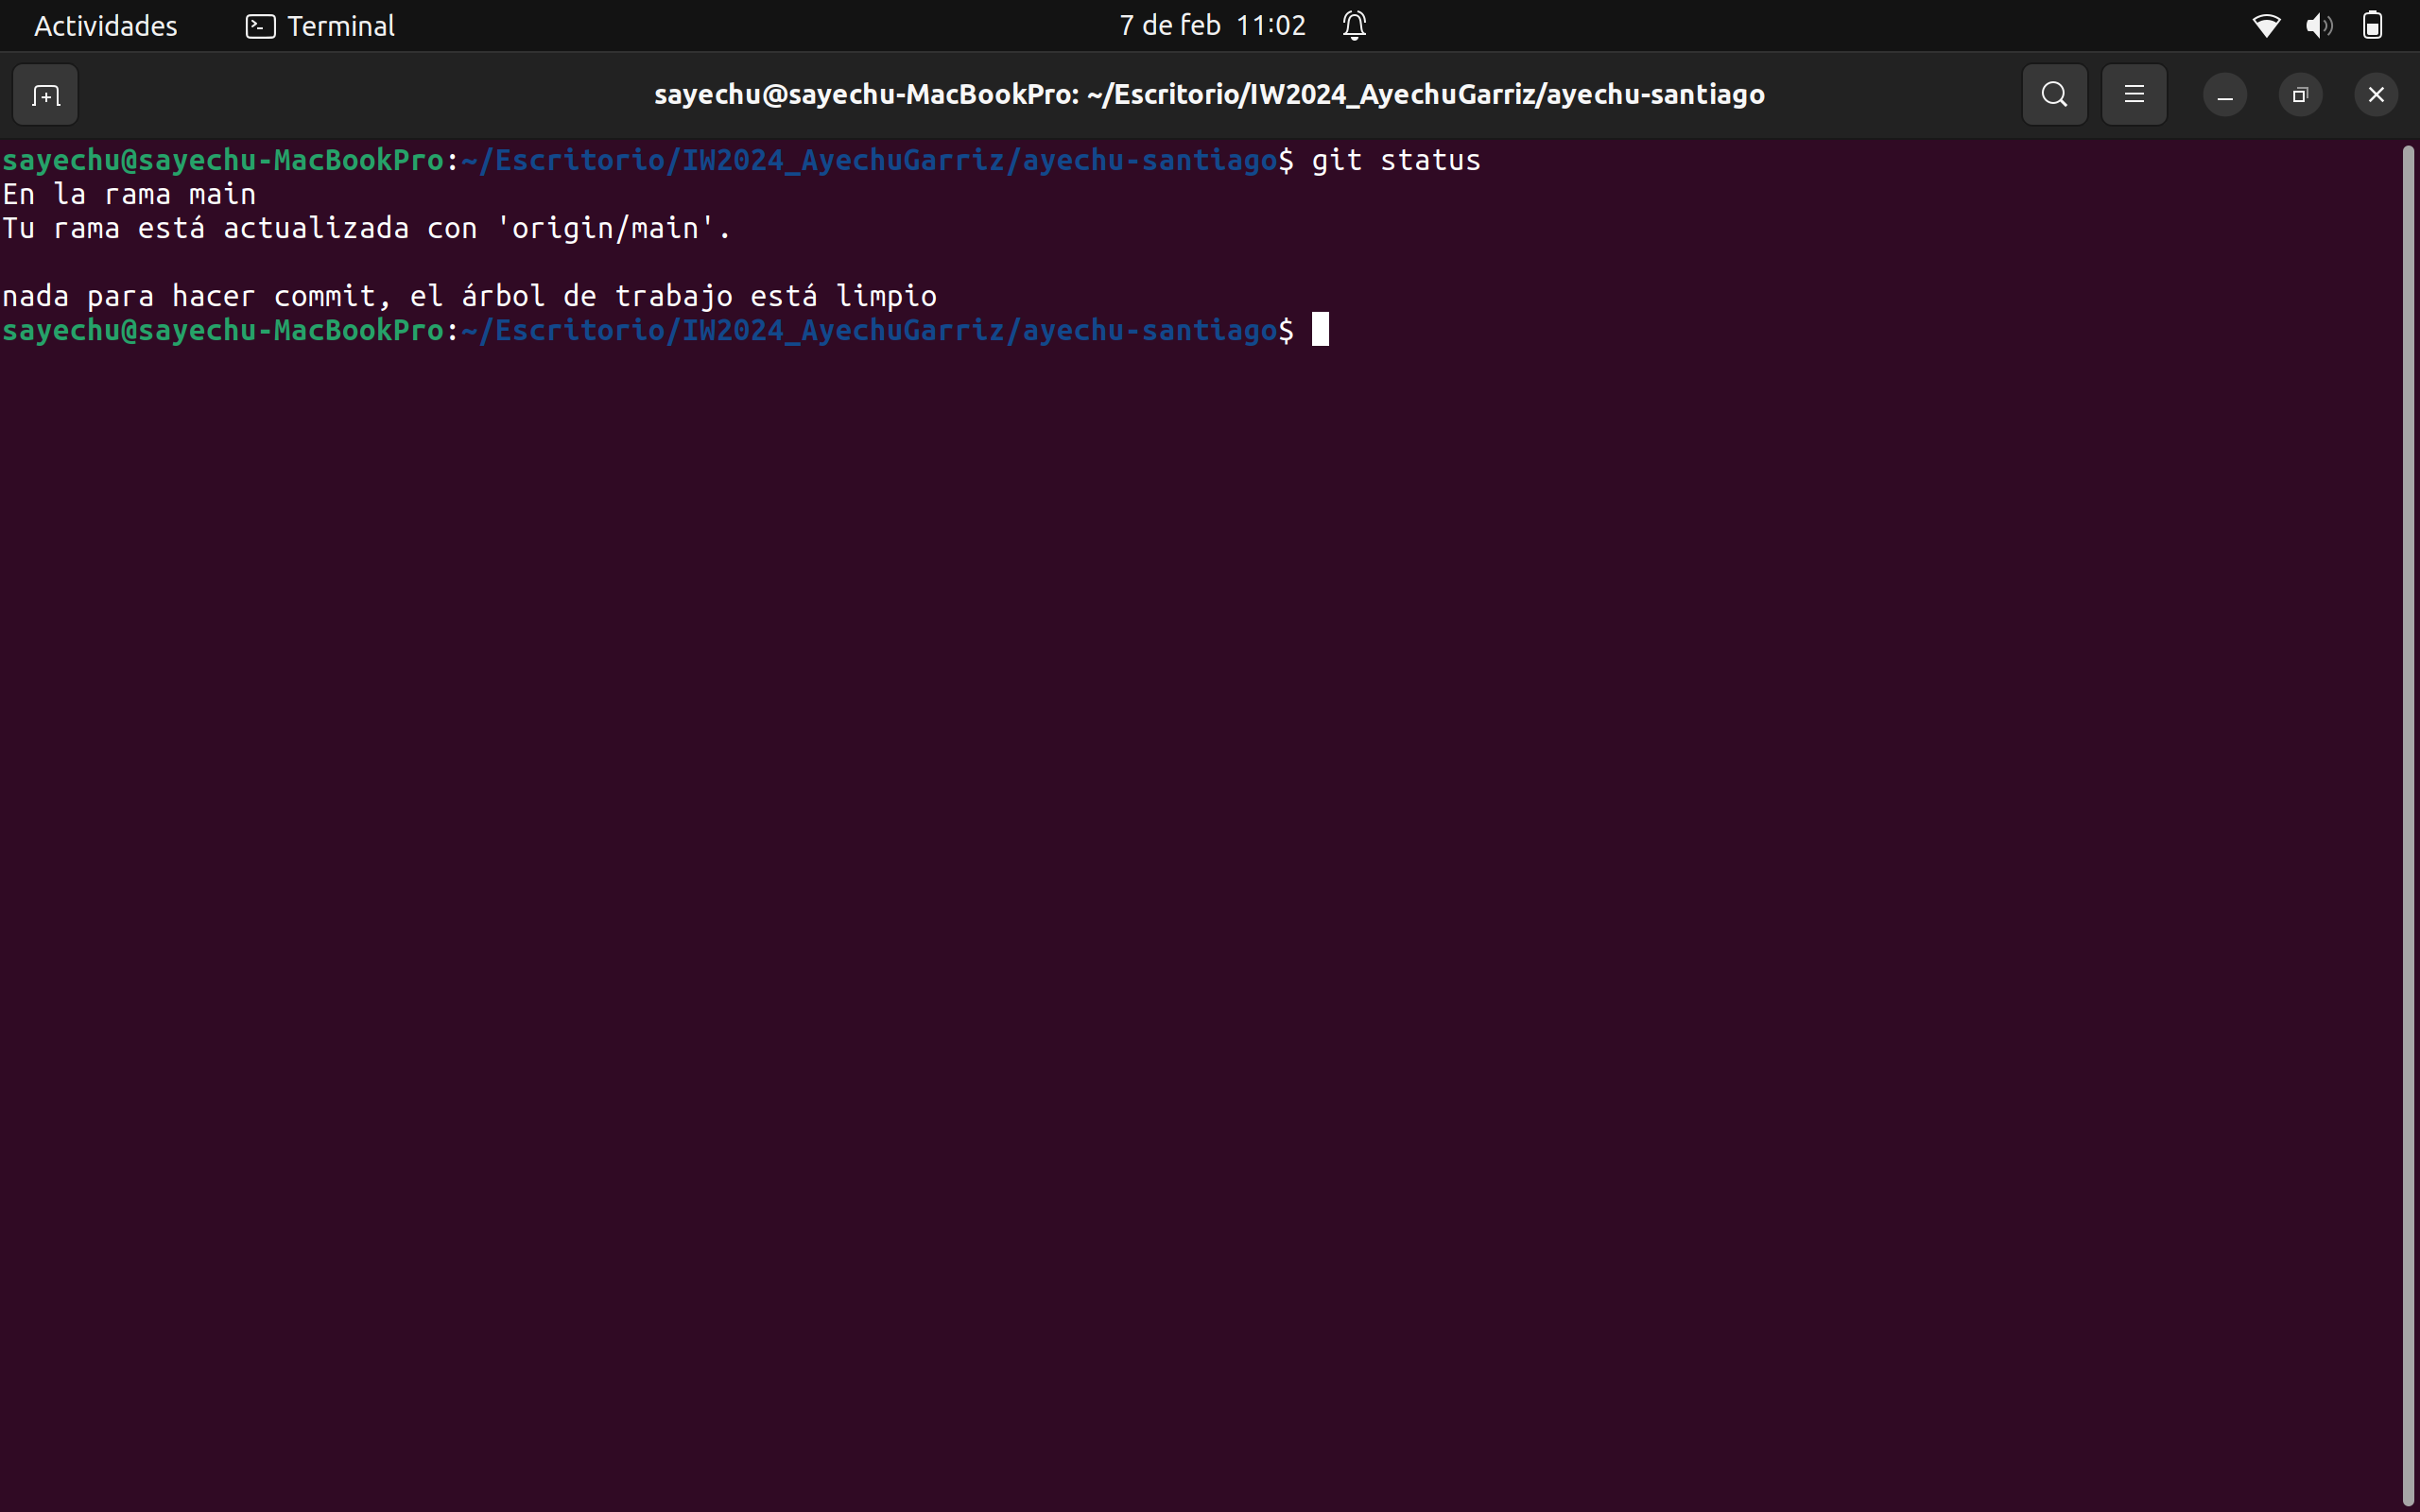 Actividades Terminal 7 de feb 11:02
sayechu@sayechu-MacBookPro: ~/Escritorio/IW2024_AyechuGarriz/ayechu-santiago
sayechu@sayechu-MacBookPro:~/Escritorio/IW2024_AyechuGarriz/ayechu-santiago$ git status
En la rama main
Tu rama está actualizada con 'origin/main'.
nada para hacer commit, el árbol de trabajo está limpio
sayechu@sayechu-MacBookPro:~/Escritorio/IW2024_AyechuGarriz/ayechu-santiago$